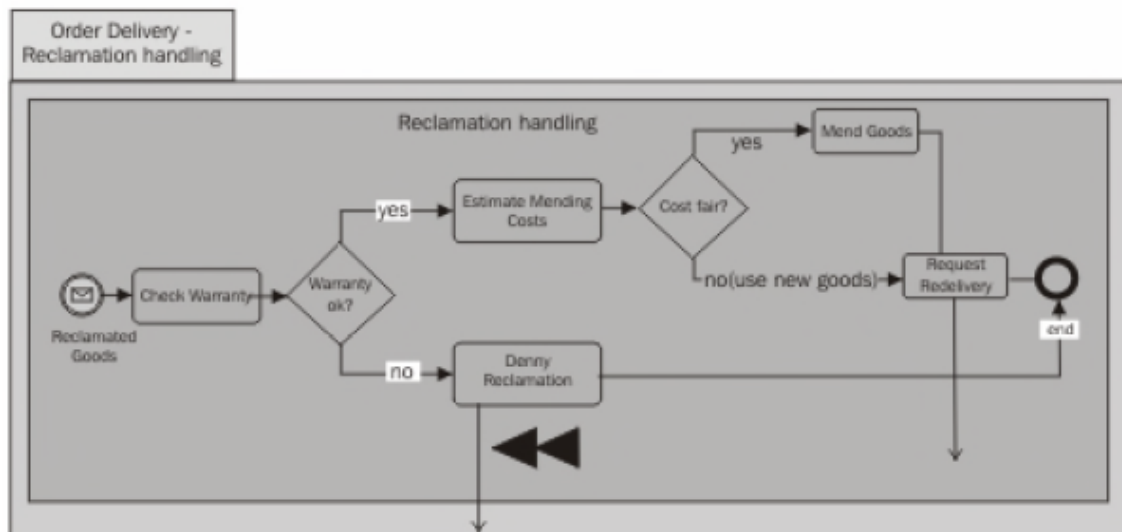 Order Delivery -
Reclamation handling
Reclamation handling
yes
Mend Goods
yes
Estimate Mending
Costs
Cost fair?
no(use new goods)
Request
Redelivery
Check Warranty
Warranty
ok?
Reclamated
Goods
end
no
Denny
Reclamation